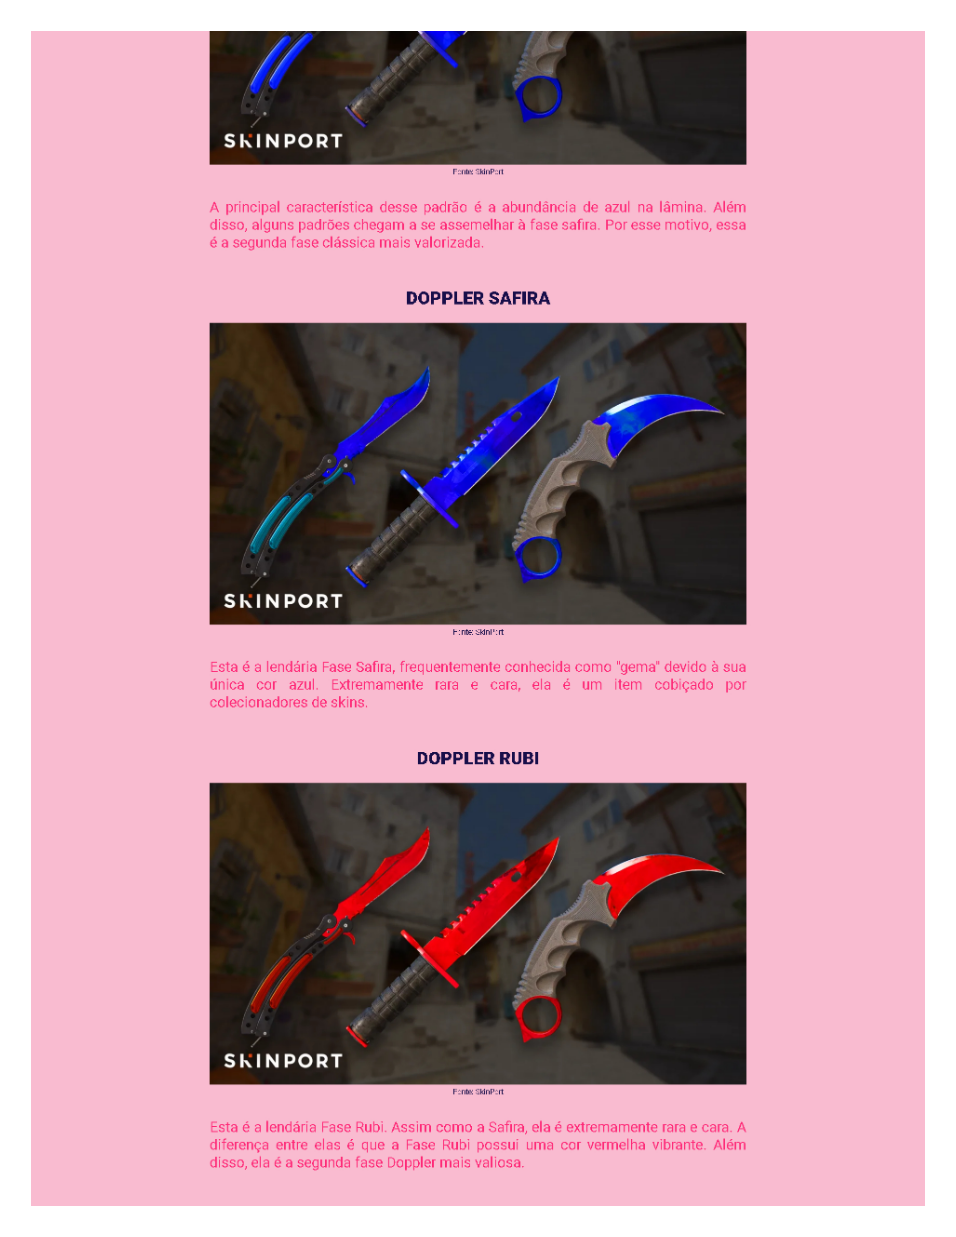 SKINPORT
Fonte: SkinPort
A principal característica desse padrão é a abundância de azul na lâmina. Além
disso, alguns padrões chegam a se assemelhar à fase safira. Por esse motivo, essa
é a segunda fase clássica mais valorizada.
DOPPLER SAFIRA
SKINPORT
Fonte: SkinPort
Esta é a lendária Fase Safira, frequentemente conhecida como "gema" devido à sua
única cor azul. Extremamente rara e cara, ela é um item cobiçado por
colecionadores de skins.
DOPPLER RUBI
SKINPORT
Fonte: SkinPort
Esta é a lendária Fase Rubi. Assim como a Safira, ela é extremamente rara e cara. A
diferença entre elas é que a Fase Rubi possuí uma cor vermelha vibrante. Além
disso, ela é a segunda fase Doppler mais valiosa.